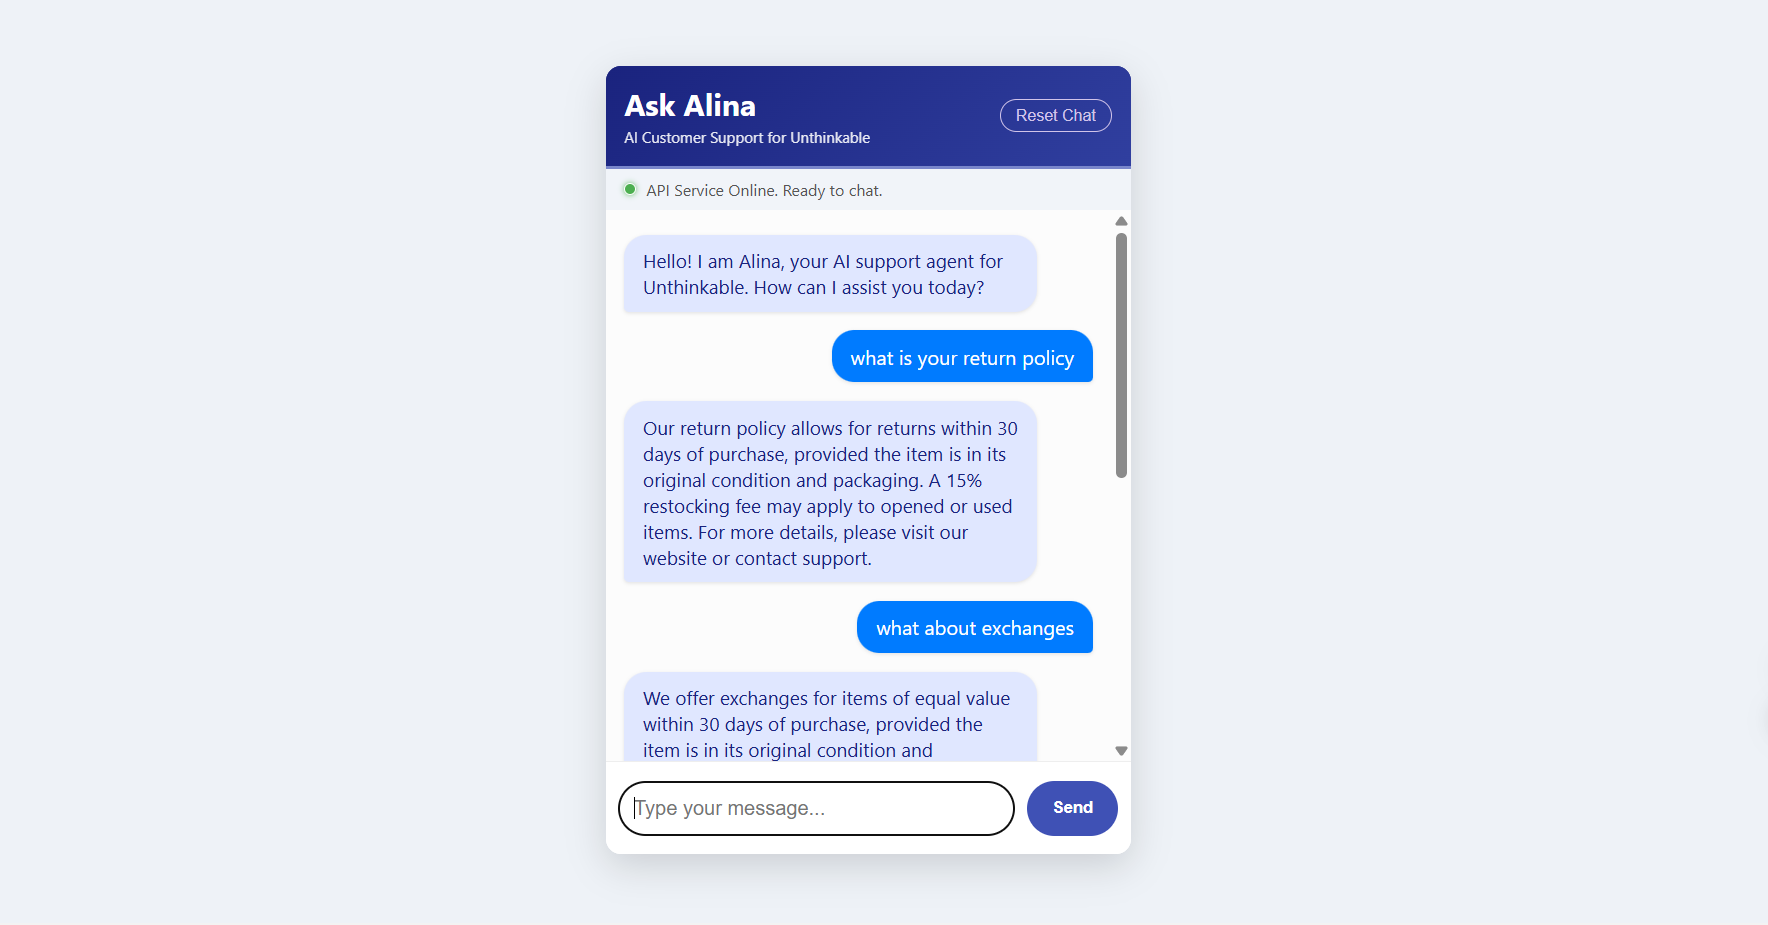 Ask Alina
AI Customer Support for Unthinkable
Reset Chat
API Service Online. Ready to chat.
Hello! I am Alina, your AI support agent for
Unthinkable. How can I assist you today?
what is your return policy
Our return policy allows for returns within 30
days of purchase, provided the item is in its
original condition and packaging. A 15%
restocking fee may apply to opened or used
items. For more details, please visit our
website or contact support.
what about exchanges
We offer exchanges for items of equal value
within 30 days of purchase, provided the
item is in its original condition and
Type your message...
Send